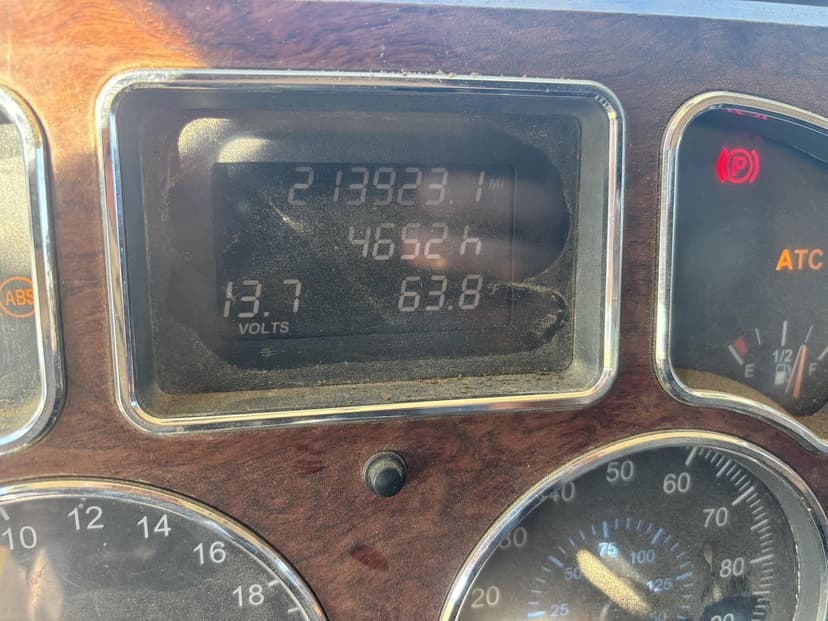 213923.1 MI
4652 h
13.7 63.8 °F
VOLTS
ABS
P
ATC
E 1/2 F
10 12 14 16 18
20 30 40 50 60 70 80
25 50 75 100 125